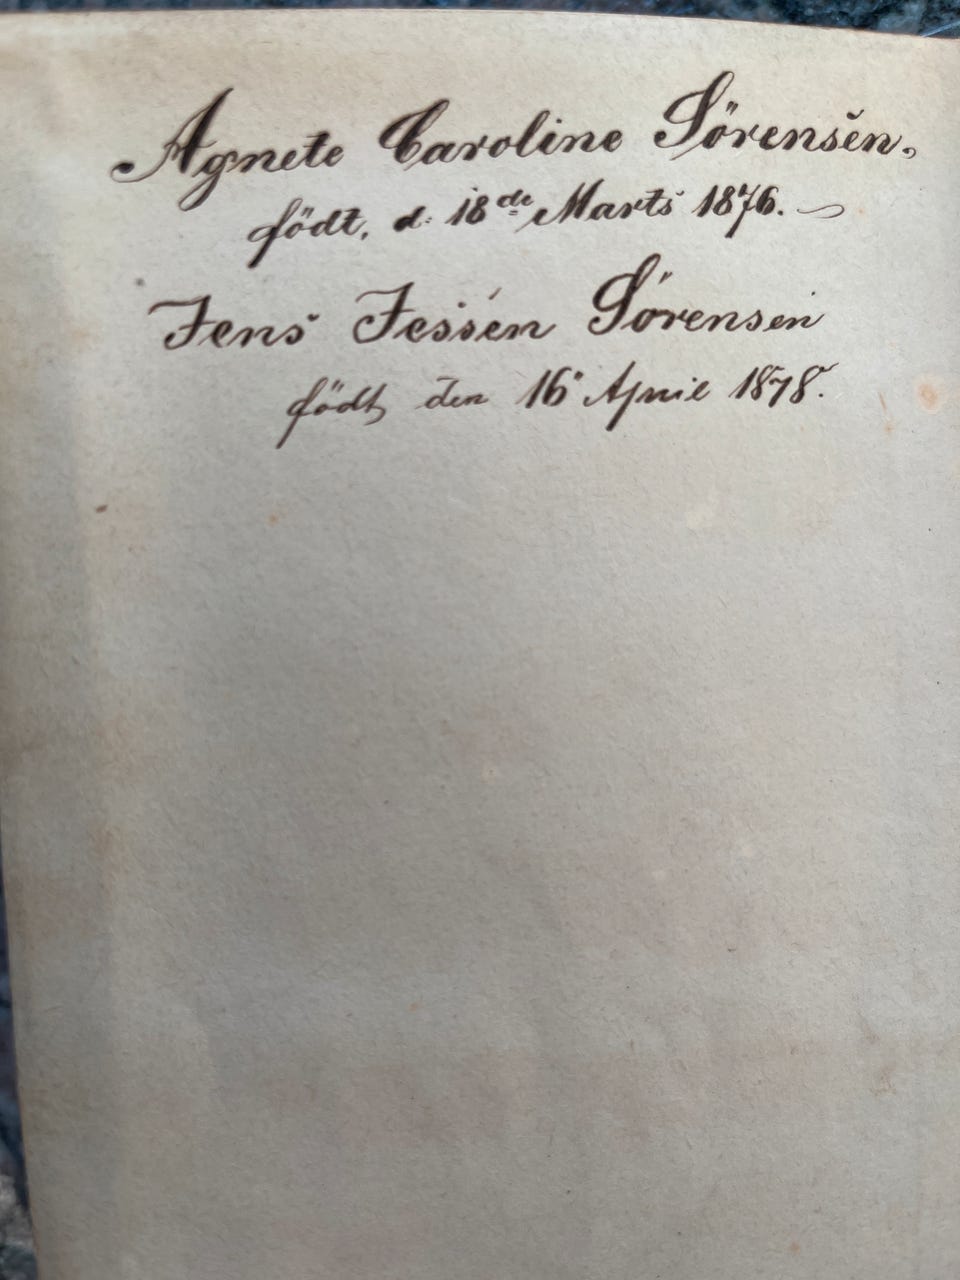 Agnete Caroline Sörensen.
födt, d. 18de Marts 1876.
Jens Jessen Sörensen
födt den 16 April 1878.